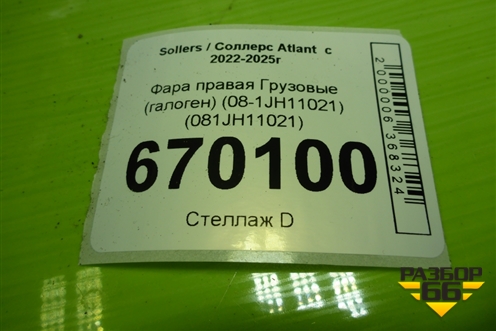 Sollers / Соллерс Atlant с
2022-2025г
Фара правая Грузовые
(галоген) (08-1JH11021)
(081JH11021)
670100
Стеллаж D
2000006368324
РАЗБОР
66